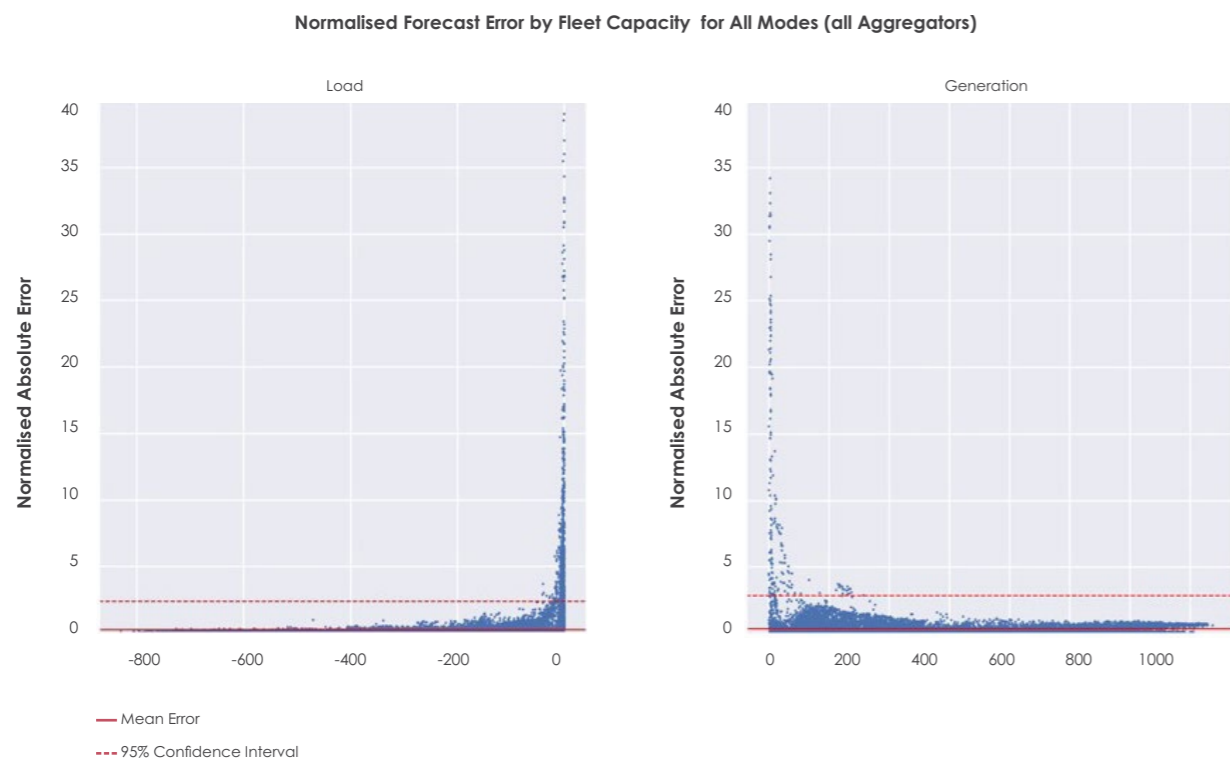 Normalised Forecast Error by Fleet Capacity for All Modes (all Aggregators)
Load
Normalised Absolute Error
40
35
30
25
20
15
10
5
0
-800 -600 -400 -200 0
Generation
Normalised Absolute Error
40
35
30
25
20
15
10
5
0
0 200 400 600 800 1000
Mean Error
95% Confidence Interval